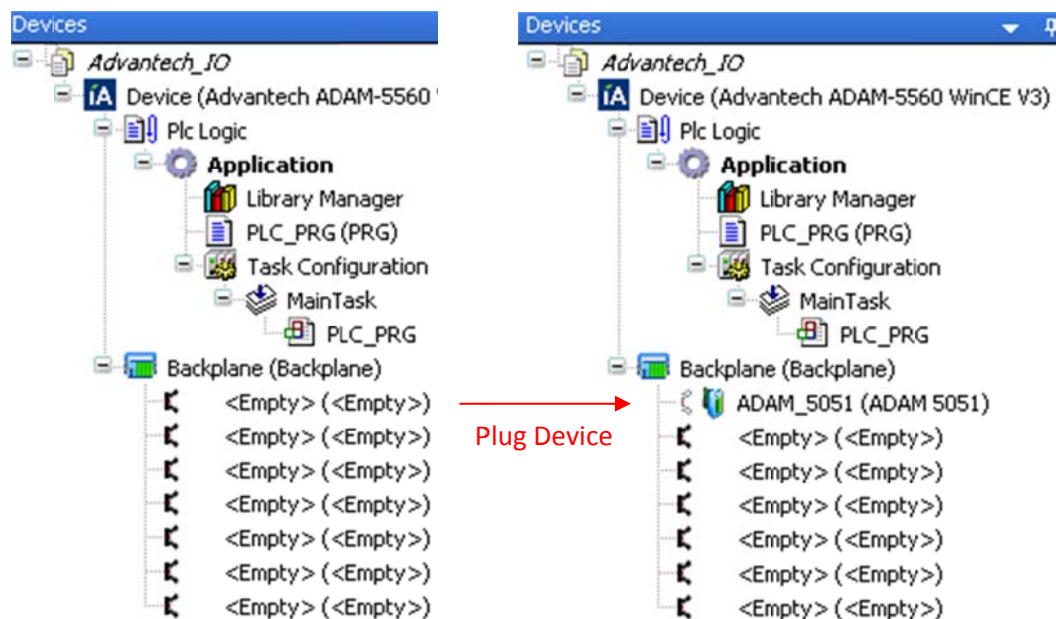 Devices
Advantech_IO
Device (Advantech ADAM-5560
Plc Logic
Application
Library Manager
PLC_PRG (PRG)
Task Configuration
MainTask
PLC_PRG
Backplane (Backplane)
<Empty> (<Empty>)
<Empty> (<Empty>)
<Empty> (<Empty>)
<Empty> (<Empty>)
<Empty> (<Empty>)
<Empty> (<Empty>)
<Empty> (<Empty>)
Plug Device
Devices
Advantech_IO
Device (Advantech ADAM-5560 WinCE V3)
Plc Logic
Application
Library Manager
PLC_PRG (PRG)
Task Configuration
MainTask
PLC_PRG
Backplane (Backplane)
ADAM_5051 (ADAM 5051)
<Empty> (<Empty>)
<Empty> (<Empty>)
<Empty> (<Empty>)
<Empty> (<Empty>)
<Empty> (<Empty>)
<Empty> (<Empty>)